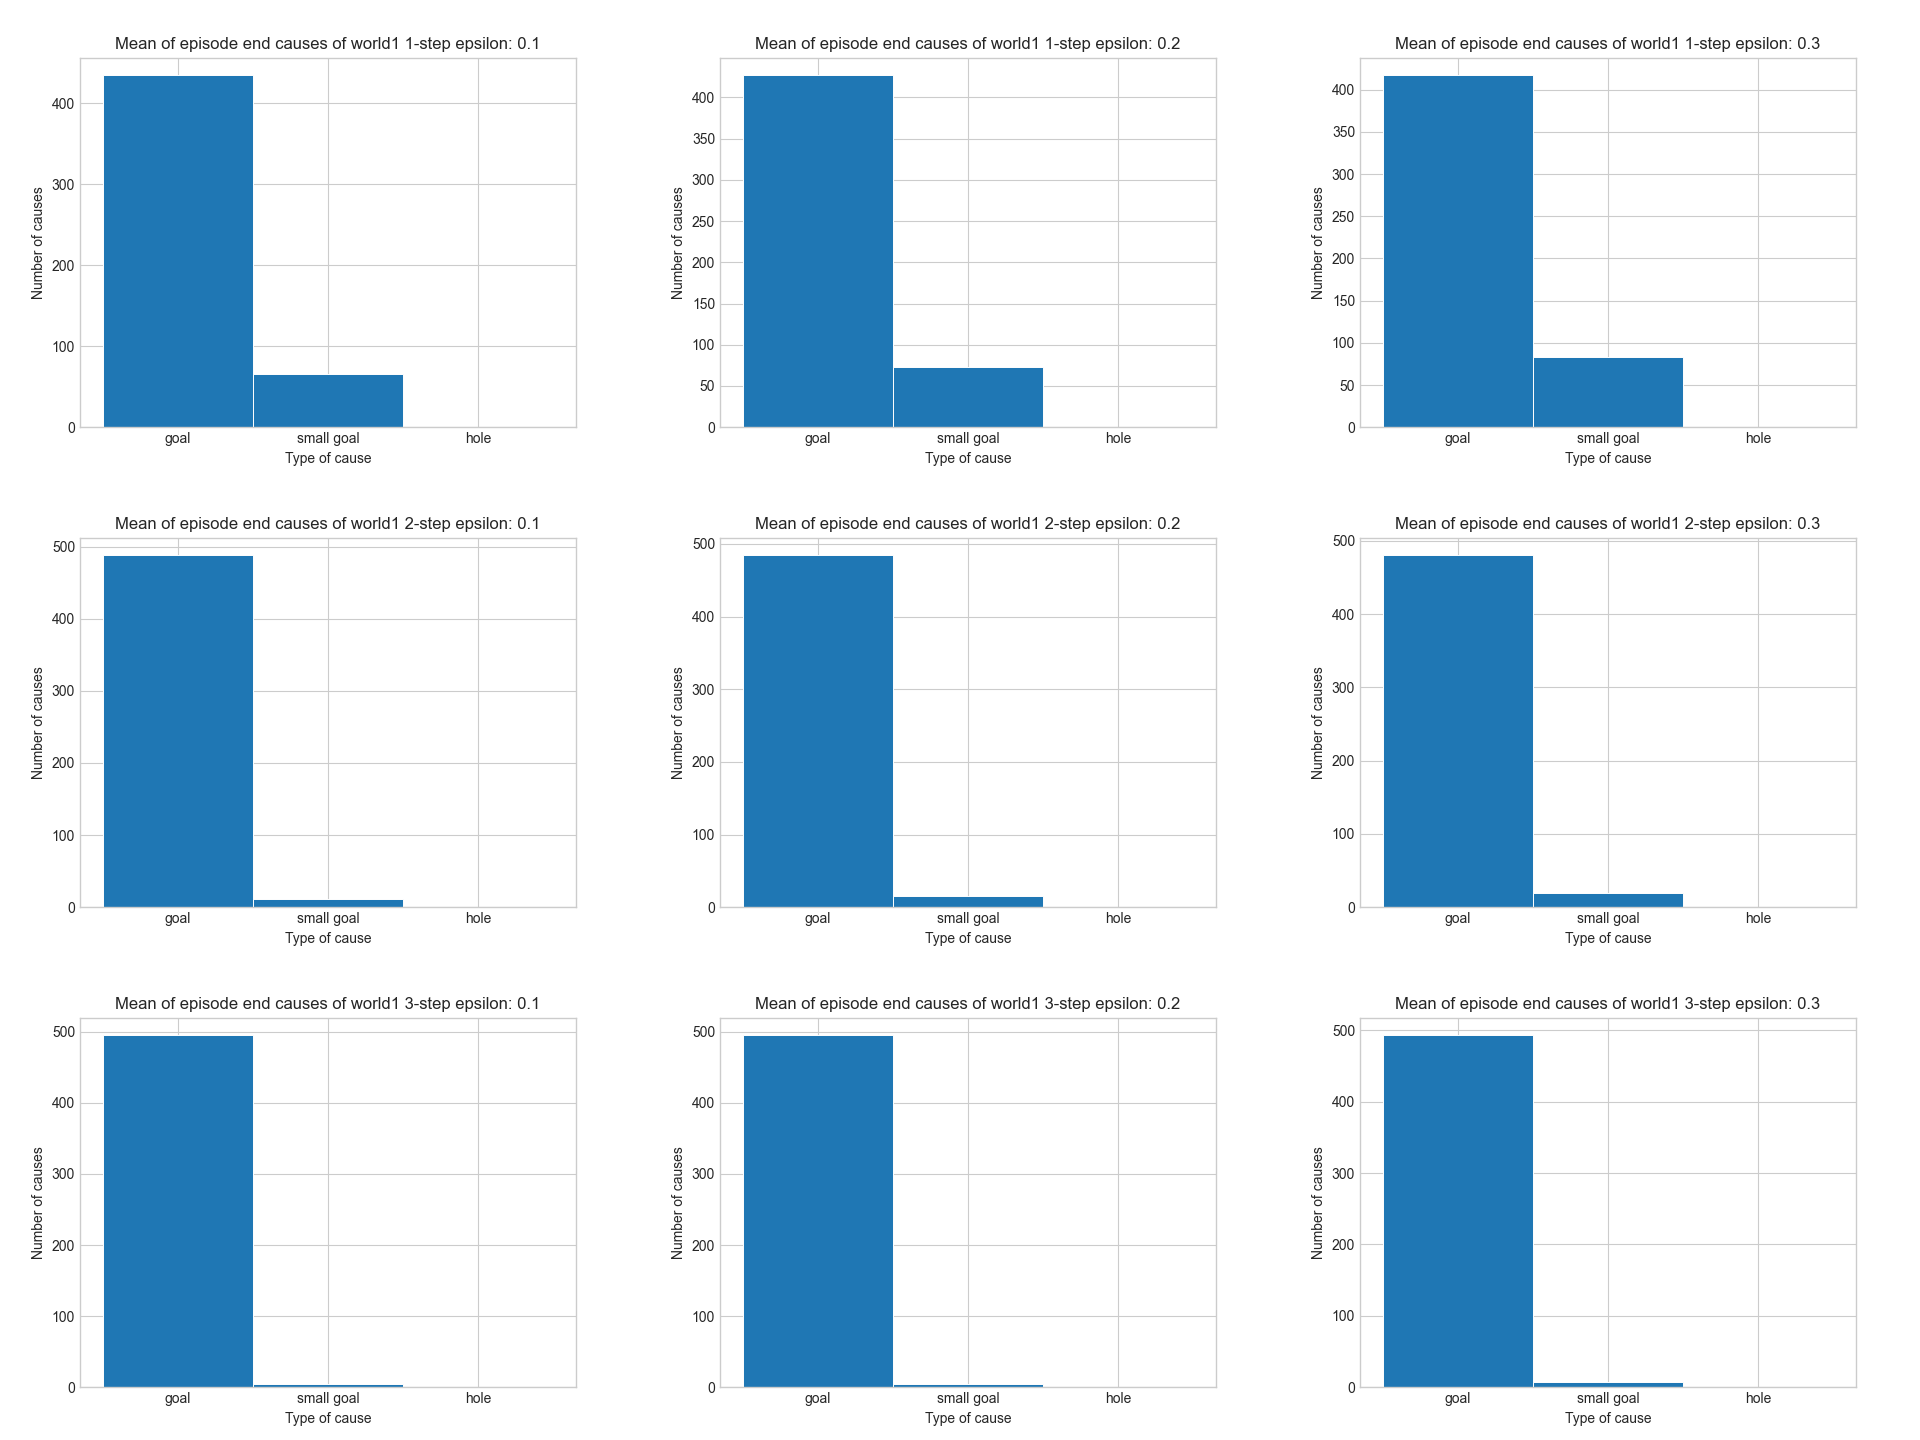 Mean of episode end causes of world1 1-step epsilon: 0.1
400
300
200
100
0
Number of causes
goal small goal hole
Type of cause
Mean of episode end causes of world1 1-step epsilon: 0.2
400
350
300
250
200
150
100
50
0
Number of causes
goal small goal hole
Type of cause
Mean of episode end causes of world1 1-step epsilon: 0.3
400
350
300
250
200
150
100
50
0
Number of causes
goal small goal hole
Type of cause
Mean of episode end causes of world1 2-step epsilon: 0.1
500
400
300
200
100
0
Number of causes
goal small goal hole
Type of cause
Mean of episode end causes of world1 2-step epsilon: 0.2
500
400
300
200
100
0
Number of causes
goal small goal hole
Type of cause
Mean of episode end causes of world1 2-step epsilon: 0.3
500
400
300
200
100
0
Number of causes
goal small goal hole
Type of cause
Mean of episode end causes of world1 3-step epsilon: 0.1
500
400
300
200
100
0
Number of causes
goal small goal hole
Type of cause
Mean of episode end causes of world1 3-step epsilon: 0.2
500
400
300
200
100
0
Number of causes
goal small goal hole
Type of cause
Mean of episode end causes of world1 3-step epsilon: 0.3
500
400
300
200
100
0
Number of causes
goal small goal hole
Type of cause